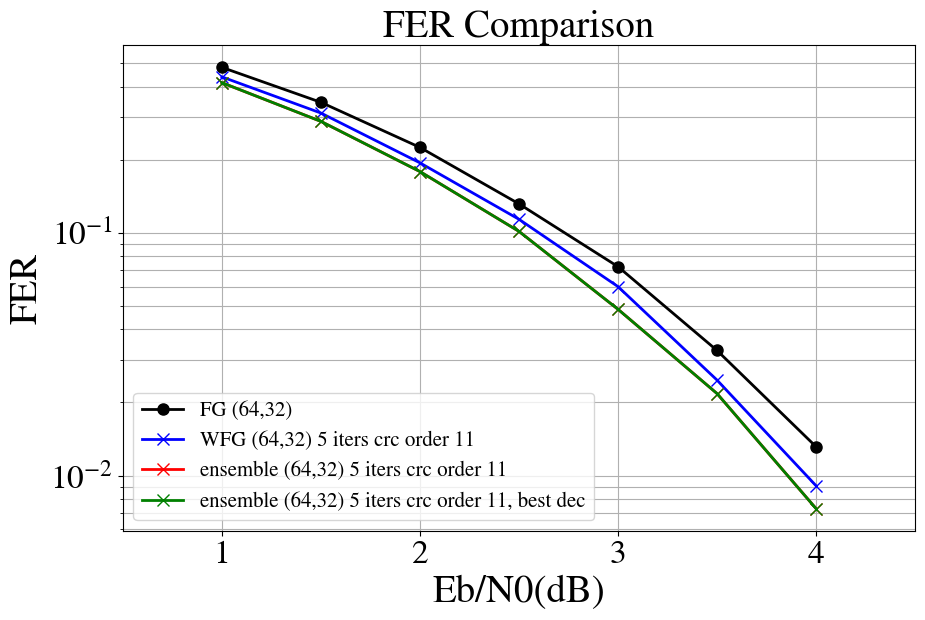 FER Comparison
FER
10⁻¹
10⁻²
FG (64,32)
WFG (64,32) 5 iters crc order 11
ensemble (64,32) 5 iters crc order 11
ensemble (64,32) 5 iters crc order 11, best dec
1 2 3 4
Eb/N0(dB)